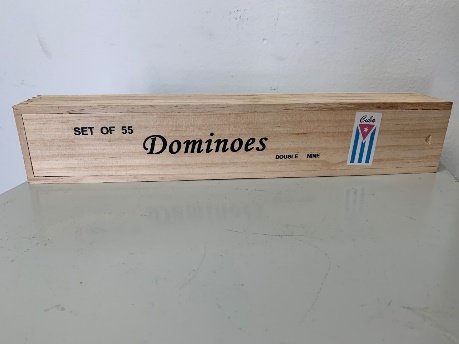 SET OF 55
Dominoes
DOUBLE NINE
Cuba